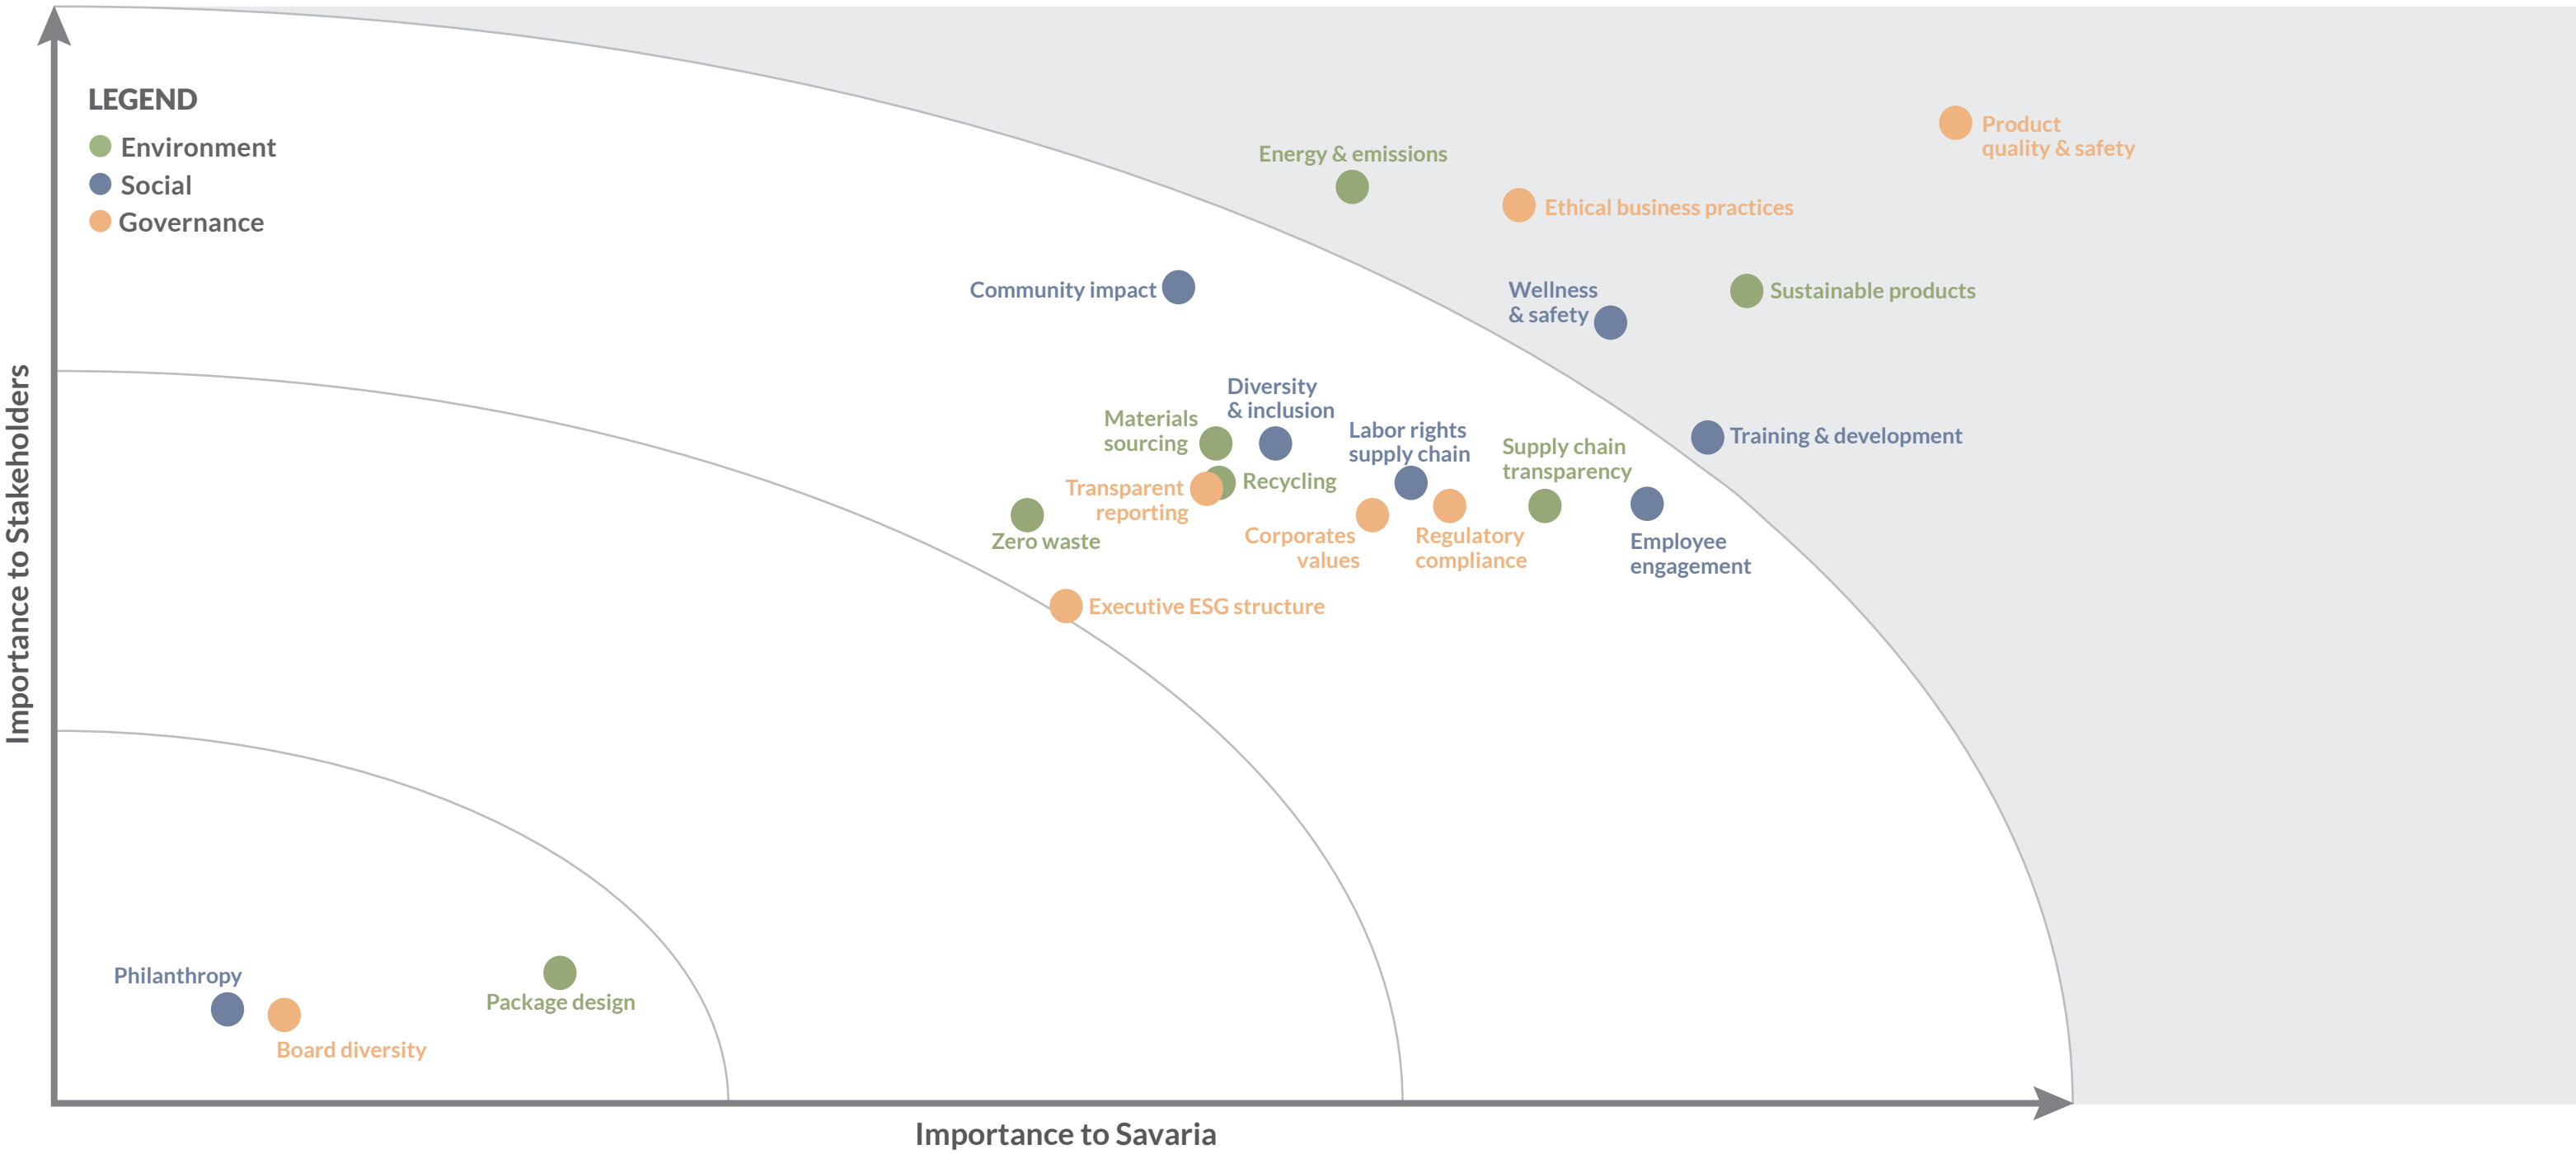 LEGEND
Environment
Social
Governance
Product
quality & safety
Energy & emissions
Ethical business practices
Community impact
Wellness
& safety
Sustainable products
Diversity
& inclusion
Materials
sourcing
Labor rights
supply chain
Supply chain
transparency
Training & development
Recycling
Transparent
reporting
Zero waste
Corporates
values
Regulatory
compliance
Employee
engagement
Executive ESG structure
Importance to Stakeholders
Philanthropy
Package design
Board diversity
Importance to Savaria